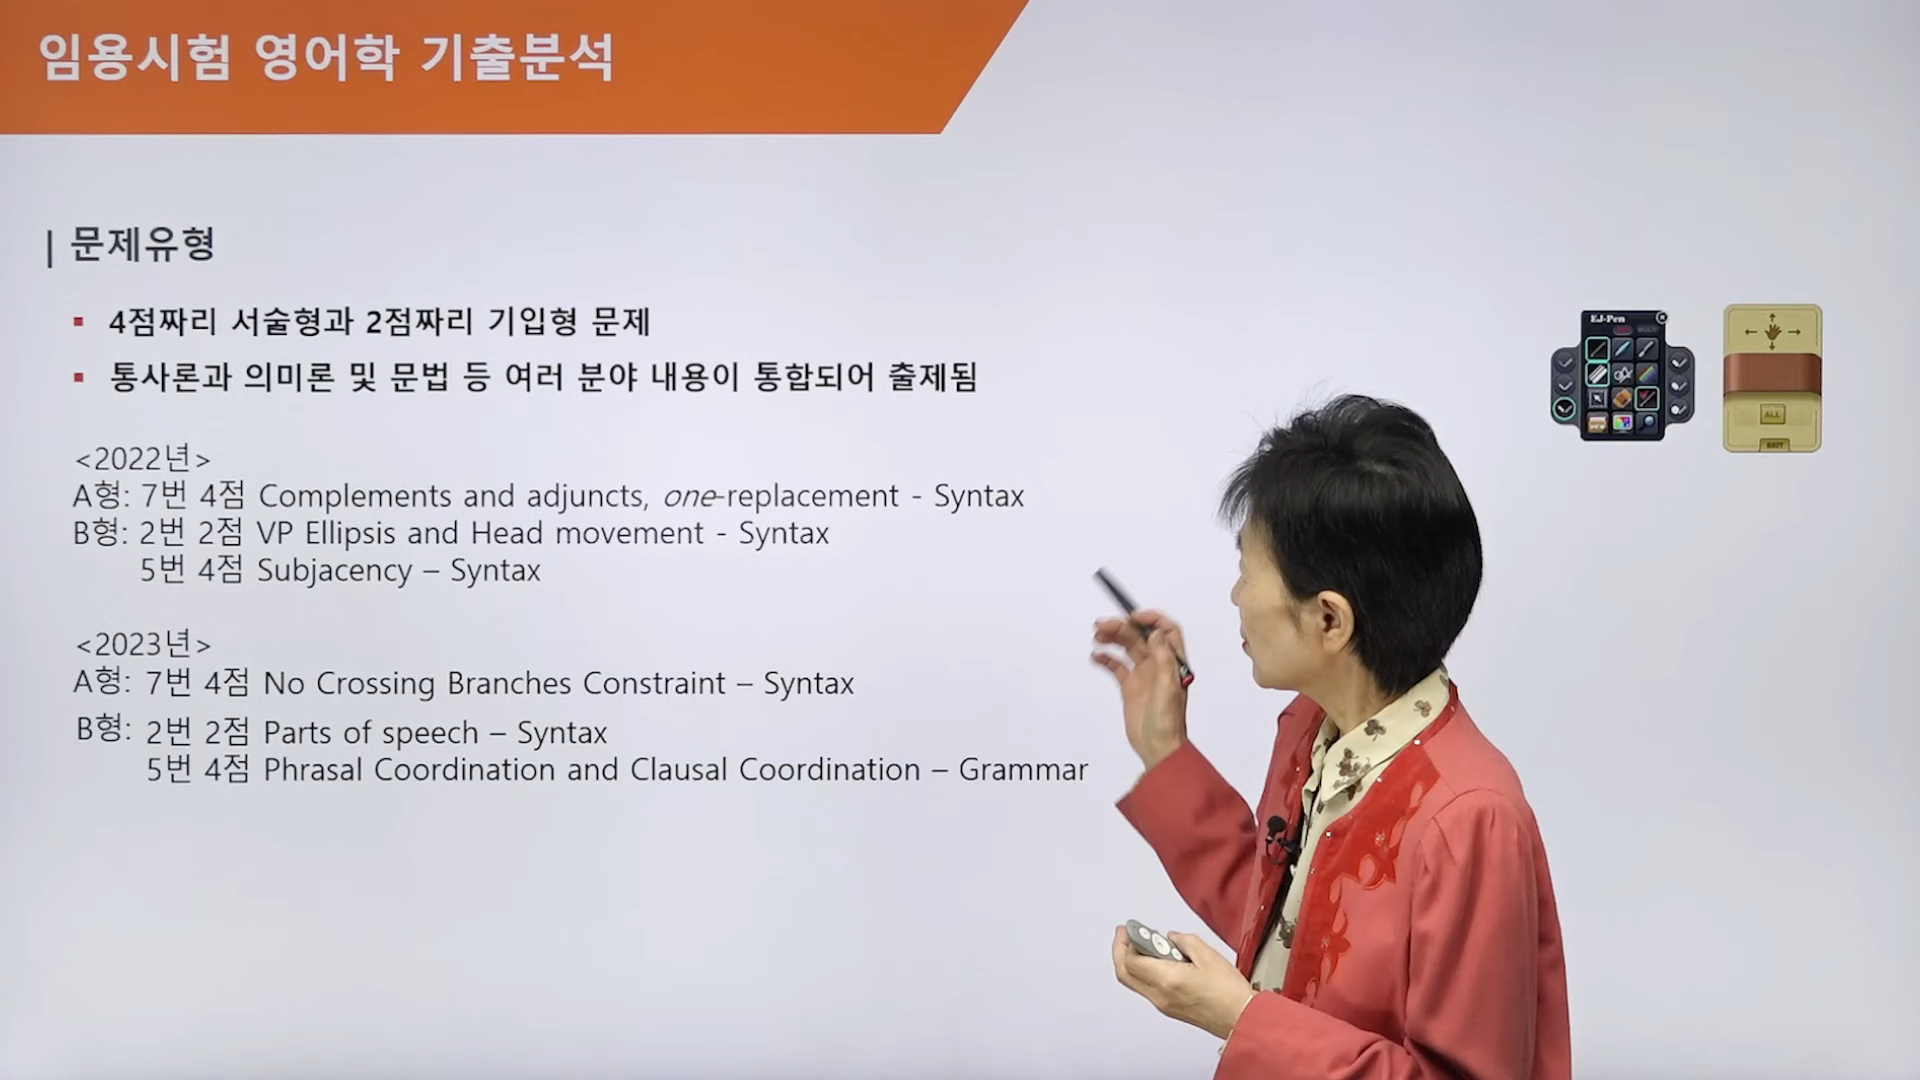 임용시험 영어학 기출분석
| 문제유형
▪ 4점짜리 서술형과 2점짜리 기입형 문제
▪ 통사론과 의미론 및 문법 등 여러 분야 내용이 통합되어 출제됨
<2022년>
A형: 7번 4점 Complements and adjuncts, one-replacement - Syntax
B형: 2번 2점 VP Ellipsis and Head movement - Syntax
5번 4점 Subjacency – Syntax
<2023년>
A형: 7번 4점 No Crossing Branches Constraint – Syntax
B형: 2번 2점 Parts of speech – Syntax
5번 4점 Phrasal Coordination and Clausal Coordination – Grammar
EJ-Pen
ALL
EXIT